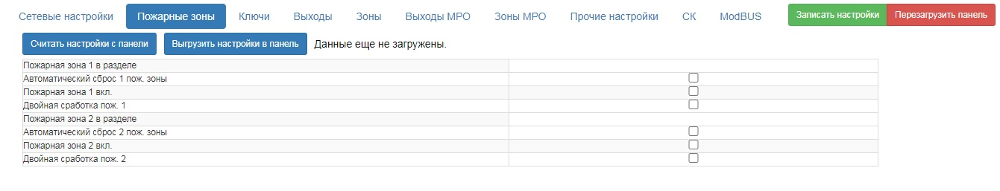 Сетевые настройки Пожарные зоны Ключи Выходы Зоны Выходы МРО Зоны МРО Прочие настройки СК ModBUS Записать настройки Перезагрузить панель
Считать настройки с панели Выгрузить настройки в панель Данные еще не загружены.
Пожарная зона 1 в разделе
Автоматический сброс 1 пож. зоны
Пожарная зона 1 вкл.
Двойная сработка пож. 1
Пожарная зона 2 в разделе
Автоматический сброс 2 пож. зоны
Пожарная зона 2 вкл.
Двойная сработка пож. 2